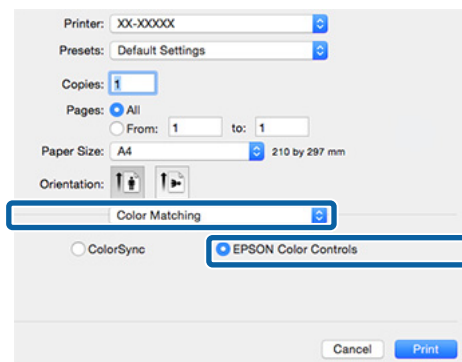 Printer: XX-XXXXX
Presets: Default Settings
Copies: 1
Pages: All
From: 1 to: 1
Paper Size: A4 210 by 297 mm
Orientation:
Color Matching
ColorSync EPSON Color Controls
Cancel Print